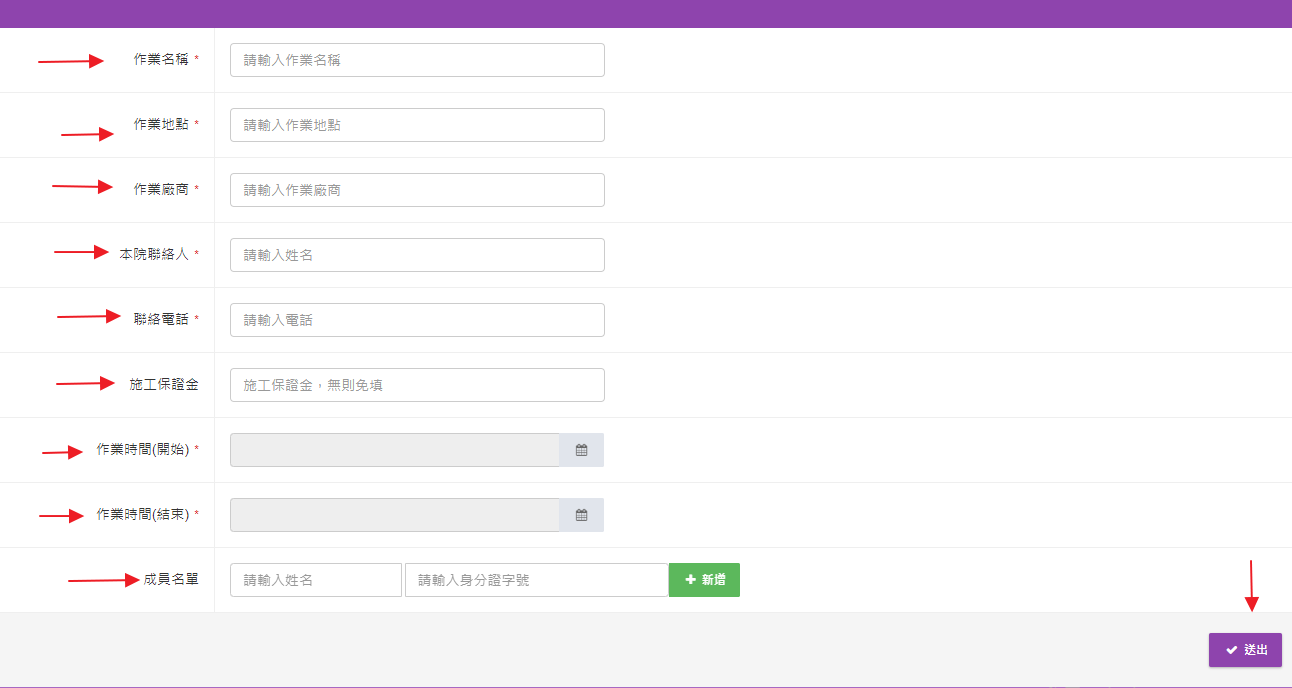 作業名稱 * 請輸入作業名稱
作業地點 * 請輸入作業地點
作業廠商 * 請輸入作業廠商
本院聯絡人 * 請輸入姓名
聯絡電話 * 請輸入電話
施工保證金 施工保證金，無則免填
作業時間(開始) *
作業時間(結束) *
成員名單 請輸入姓名 請輸入身分證字號 新增
送出